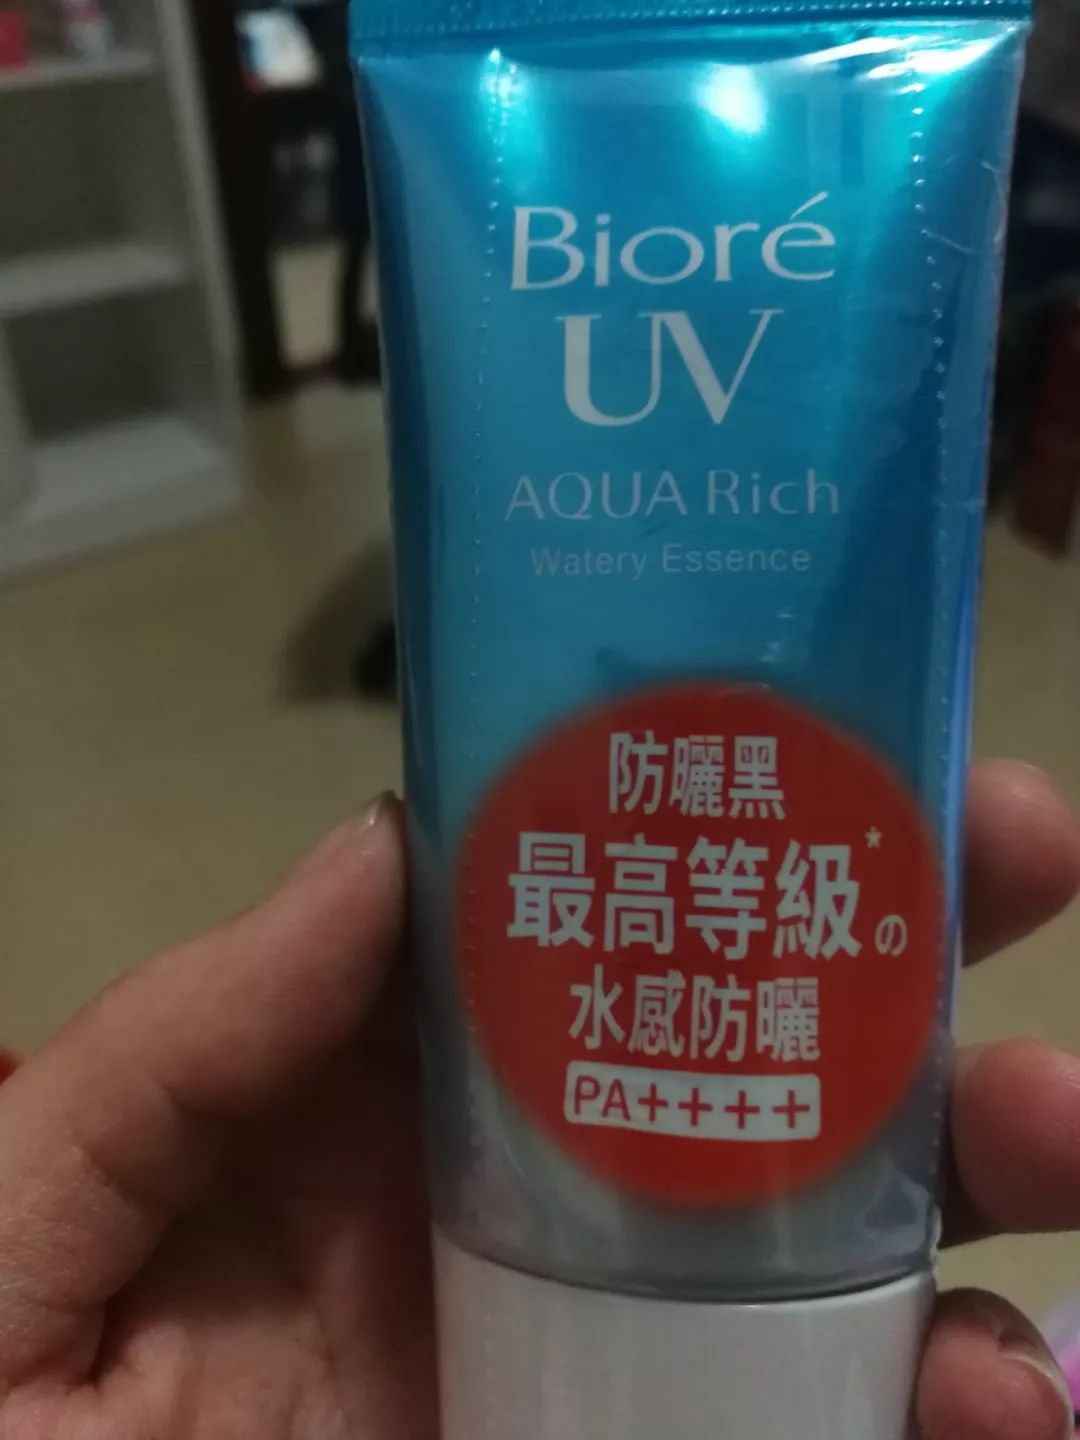 Bioré
UV
AQUA Rich
Watery Essence
防曬黑
最高等級*の
水感防曬
PA++++